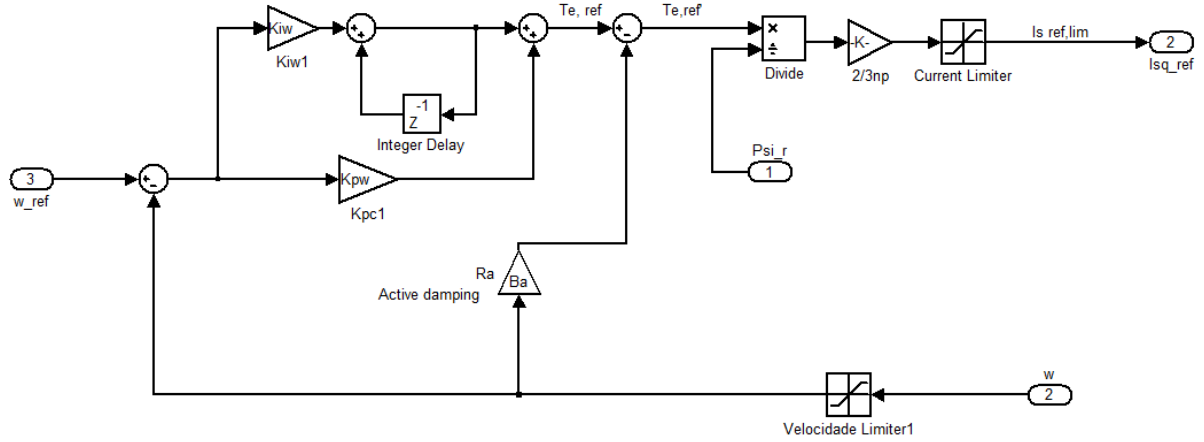 Te, ref
Te,ref'
Kiw
Kiw1
-1
Z
Integer Delay
×
÷
Divide
-K-
2/3np
Current Limiter
Is ref,lim
2
Isq_ref
Psi_r
1
3
w_ref
Kpw
Kpc1
Ra
Ba
Active damping
w
2
Velocidade Limiter1